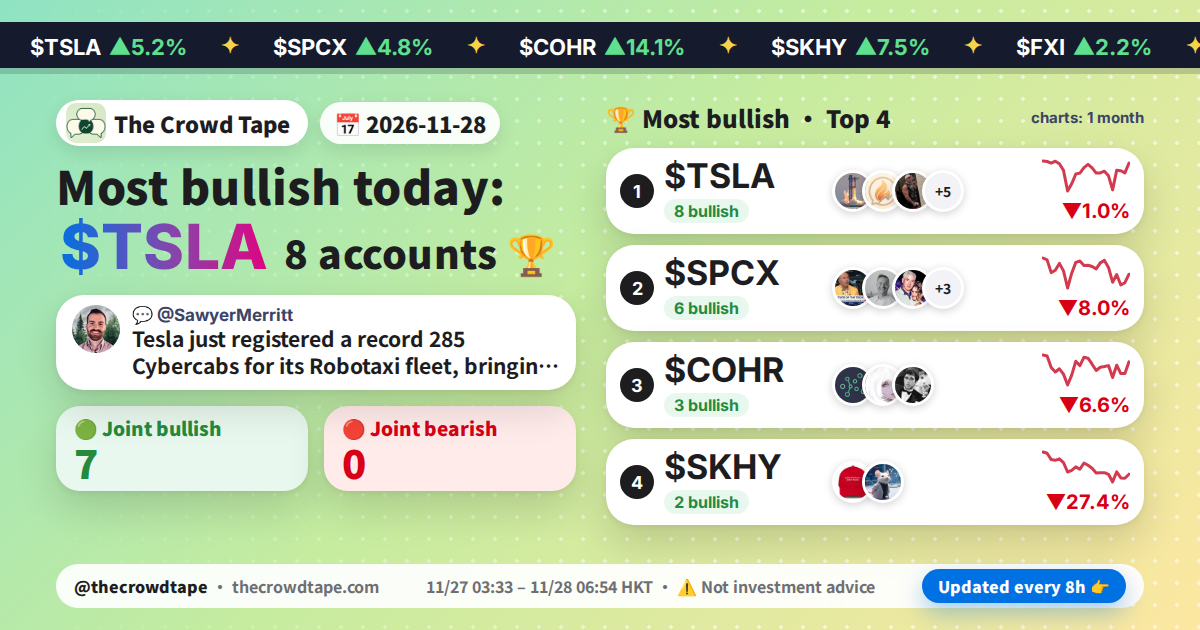 $TSLA ▲5.2% ✦ $SPCX ▲4.8% ✦ $COHR ▲14.1% ✦ $SKHY ▲7.5% ✦ $FXI ▲2.2% ✦
The Crowd Tape
📅 2026-11-28
Most bullish today:
$TSLA 8 accounts 🏆
💬 @SawyerMerritt
Tesla just registered a record 285
Cybercabs for its Robotaxi fleet, bringin⋯
🟢 Joint bullish
7
🔴 Joint bearish
0
🏆 Most bullish • Top 4
charts: 1 month
1 $TSLA
8 bullish
+5
▼1.0%
2 $SPCX
6 bullish
+3
▼8.0%
3 $COHR
3 bullish
▼6.6%
4 $SKHY
2 bullish
▼27.4%
@thecrowdtape • thecrowdtape.com
11/27 03:33 – 11/28 06:54 HKT • ⚠️ Not investment advice
Updated every 8h 👉